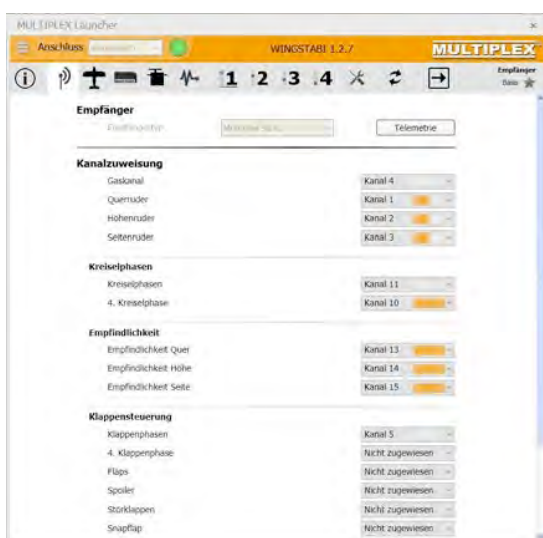 MULTIPLEX Launcher
Anschluss
WINGSTABI 1.2.7
MULTIPLEX
1 2 3 4
Empfänger
Basis
Empfänger
Empfängertyp
Telemetrie
Kanalzuweisung
Gaskanal Kanal 4
Querruder Kanal 1
Höhenruder Kanal 2
Seitenruder Kanal 3
Kreiselphasen
Kreiselphasen Kanal 11
4. Kreiselphase Kanal 10
Empfindlichkeit
Empfindlichkeit Quer Kanal 13
Empfindlichkeit Höhe Kanal 14
Empfindlichkeit Seite Kanal 15
Klappensteuerung
Klappenphasen Kanal 5
4. Klappenphase Nicht zugewiesen
Flaps Nicht zugewiesen
Spoiler Nicht zugewiesen
Störklappen Nicht zugewiesen
Snapflap Nicht zugewiesen